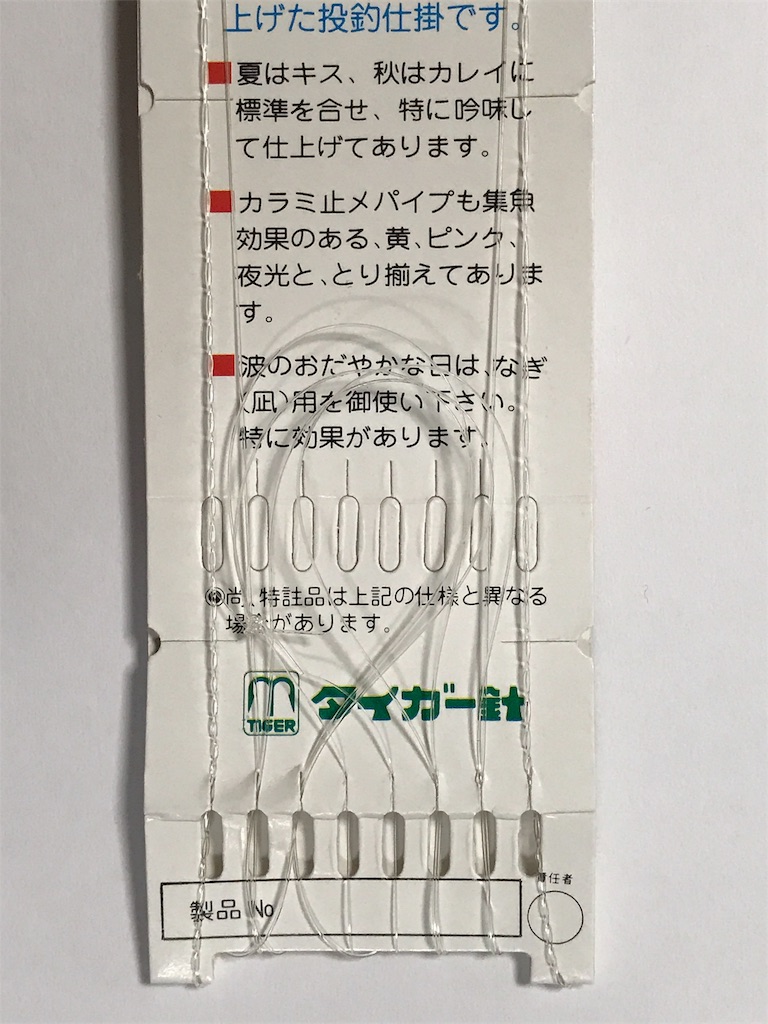 上げた投釣仕掛です。
■夏はキス、秋はカレイに
標準を合せ、特に吟味し
て仕上げてあります。
■カラミ止メパイプも集魚
効果のある、黄、ピンク、
夜光と、とり揃えてありま
す。
■波のおだやかな日は、なぎ
(凪)用を御使い下さい。
特に効果があります。
◎尚、特註品は上記の仕様と異なる
場合があります。
TIGER
タイガー針
責任者
製品 No